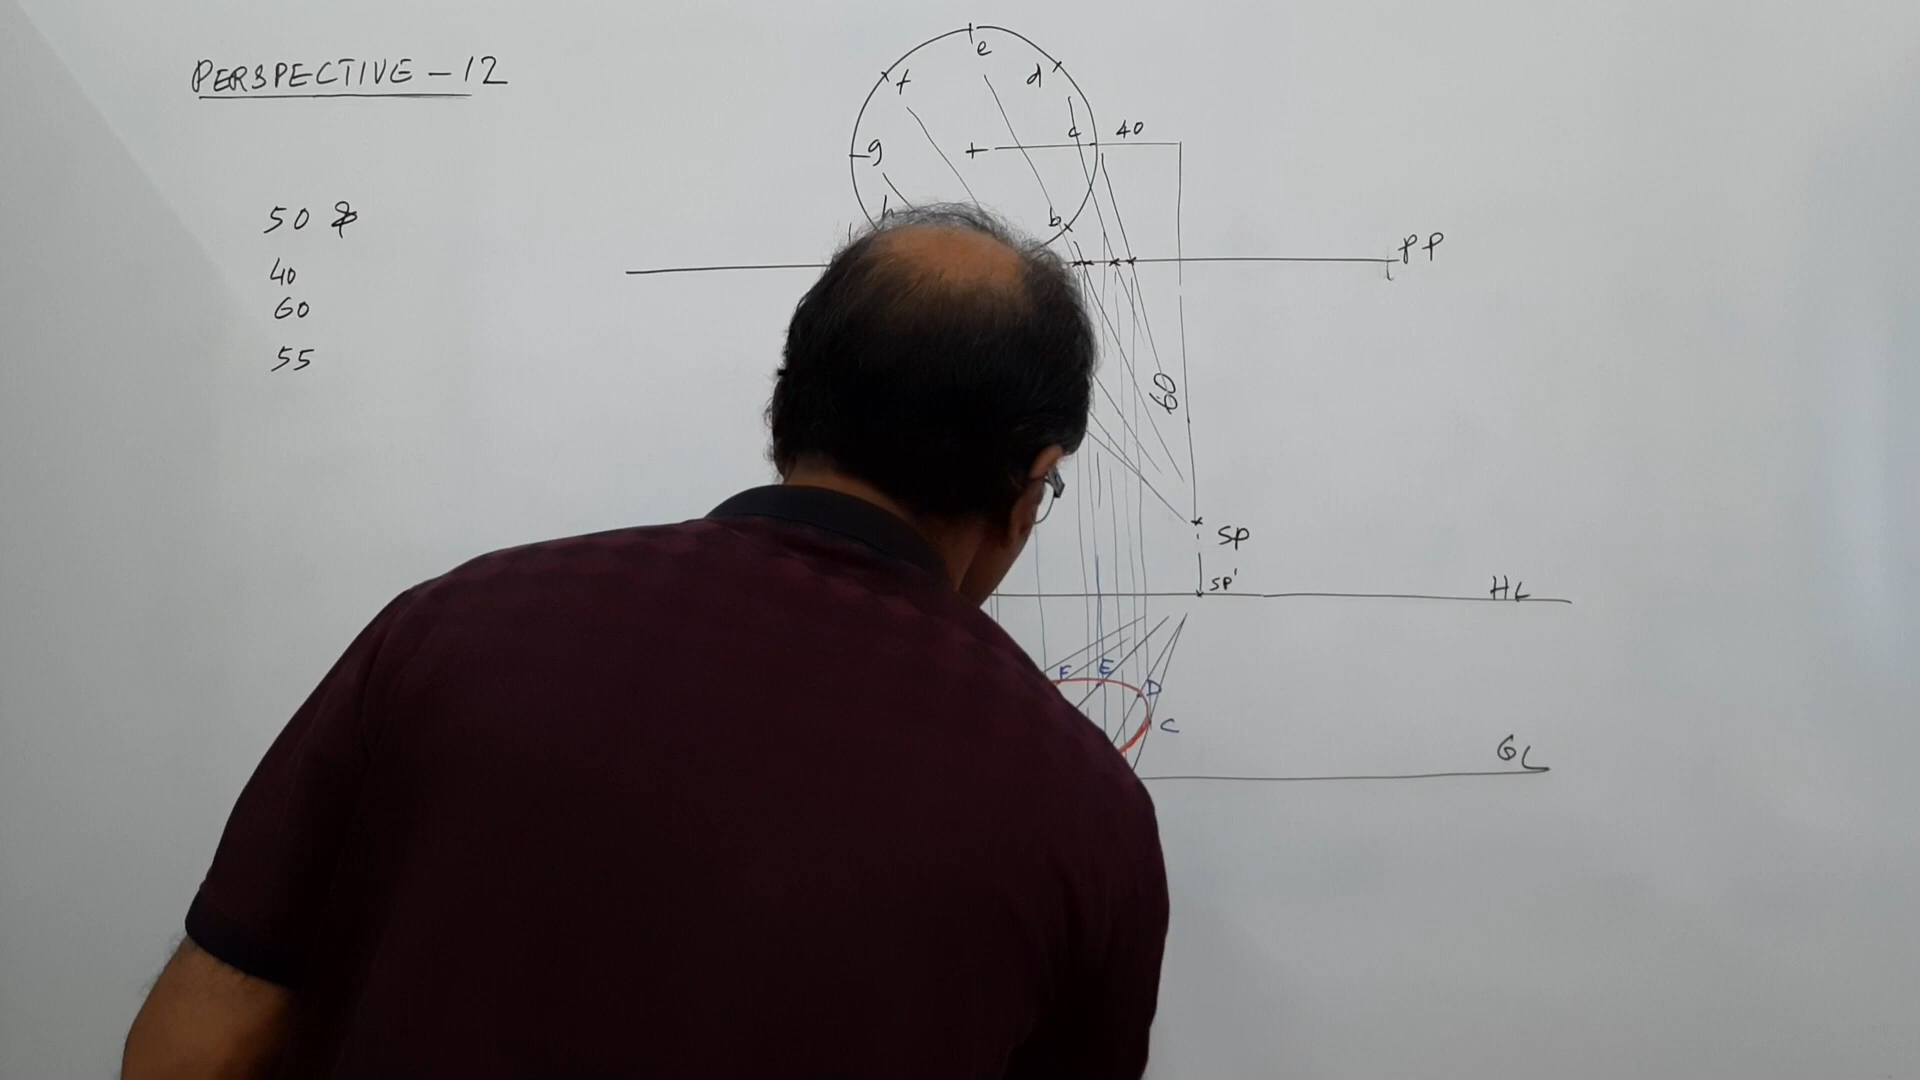 PERSPECTIVE - 12
50 φ
40
60
55
e
f
d
g
c
40
h
b
PP
60
SP
SP'
HL
F
E
D
C
GL